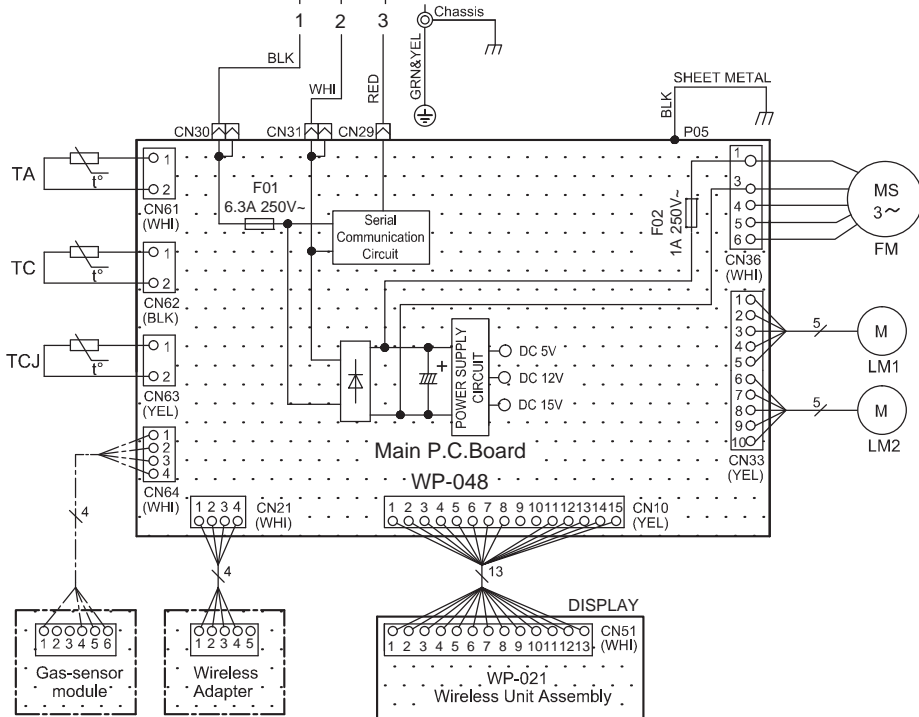 Chassis
1 2 3
BLK
WHI
RED
GRN&YEL
SHEET METAL
BLK
P05
CN30
CN31
CN29
TA
t°
1
2
CN61
(WHI)
TC
t°
1
2
CN62
(BLK)
TCJ
t°
1
2
CN63
(YEL)
1
2
3
4
CN64
(WHI)
F01
6.3A 250V~
Serial
Communication
Circuit
F02
1A 250V~
1
3
4
5
6
CN36
(WHI)
MS
3~
FM
1
2
3
4
5
6
7
8
9
10
CN33
(YEL)
5
M
LM1
5
M
LM2
+
POWER SUPPLY
CIRCUIT
DC 5V
DC 12V
DC 15V
Main P.C.Board
WP-048
1 2 3 4
CN21
(WHI)
1 2 3 4 5 6 7 8 9 10 11 12 13 14 15
CN10
(YEL)
4
4
13
1 2 3 4 5 6
Gas-sensor
module
1 2 3 4 5
Wireless
Adapter
DISPLAY
1 2 3 4 5 6 7 8 9 10 11 12 13
CN51
(WHI)
WP-021
Wireless Unit Assembly